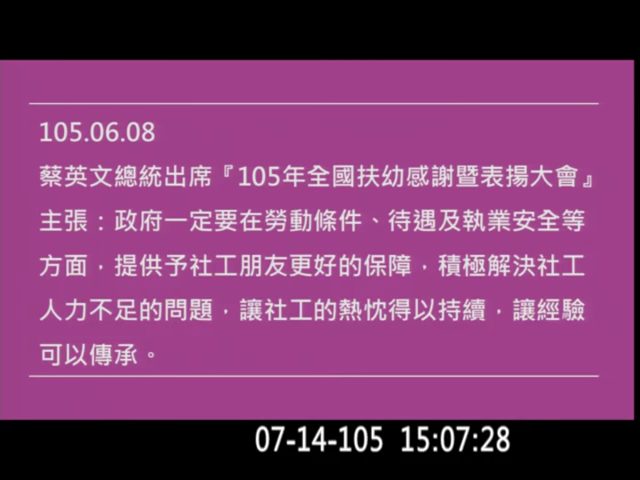 105.06.08
蔡英文總統出席『105年全國扶幼感謝暨表揚大會』
主張：政府一定要在勞動條件、待遇及執業安全等
方面，提供予社工朋友更好的保障，積極解決社工
人力不足的問題，讓社工的熱忱得以持續，讓經驗
可以傳承。
07-14-105 15:07:28